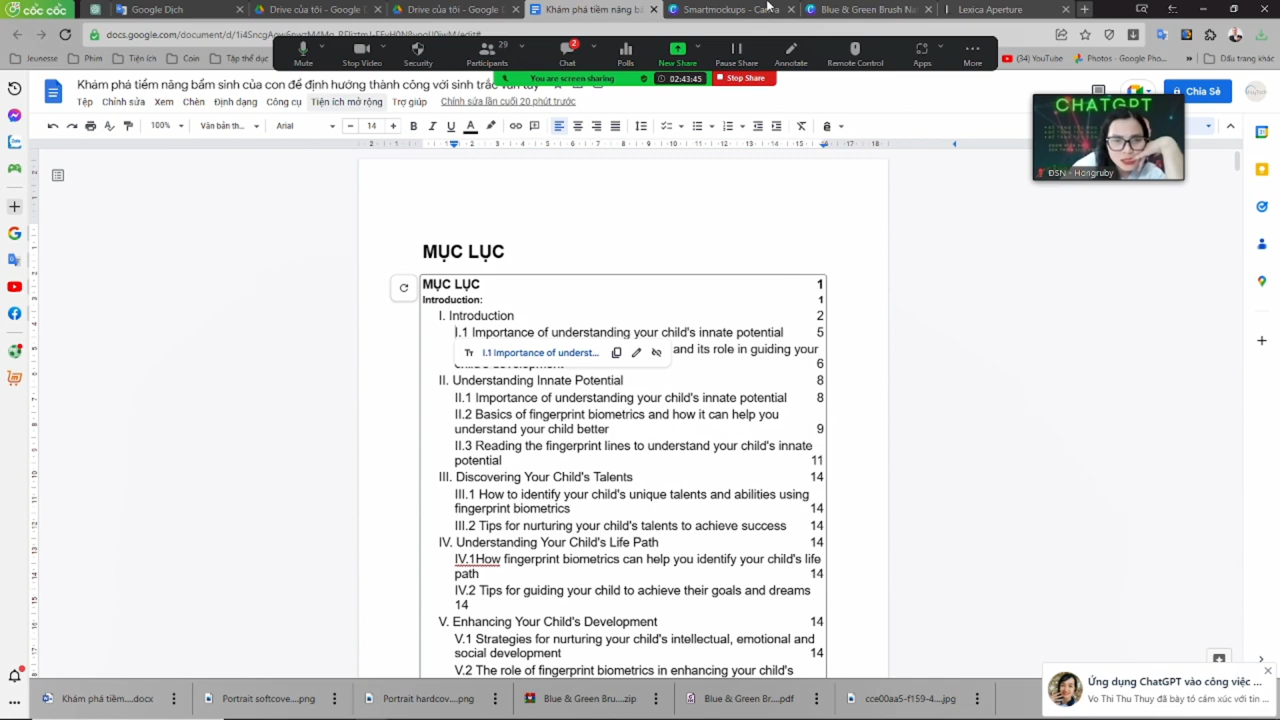 Google Dịch
Drive của tôi - Google
Drive của tôi - Google
Khám phá tiềm năng
Smartmockups - Canva
Blue & Green Brush
Lexica Aperture
docs.google.com/document/d/
Jeunesse
Phim
Tiện ích
Coin
Tập thể dục
(34) YouTube
Photos - Google Pho...
Dấu trang khác
Mute
Stop Video
Security
Participants
29
Chat
2
Polls
New Share
Pause Share
Annotate
Remote Control
Apps
More
You are screen sharing
02:43:45
Stop Share
Khám phá tiềm năng bẩm sinh của con để định hướng thành công với sinh trắc vân tay
Tệp Chỉnh sửa Xem Chèn Định dạng Công cụ Tiện ích mở rộng Trợ giúp
Chỉnh sửa lần cuối 20 phút trước
Chia Sẻ
100%
Văn bản th...
Arial
14
CHATGPT
ĐSN - Hongruby
MỤC LỤC
MỤC LỤC 1
Introduction: 1
I. Introduction 2
I.1 Importance of understanding your child's innate potential 5
I.1 Importance of underst...
and its role in guiding your
6
II. Understanding Innate Potential 8
II.1 Importance of understanding your child's innate potential 8
II.2 Basics of fingerprint biometrics and how it can help you
understand your child better 9
II.3 Reading the fingerprint lines to understand your child's innate
potential 11
III. Discovering Your Child's Talents 14
III.1 How to identify your child's unique talents and abilities using
fingerprint biometrics 14
III.2 Tips for nurturing your child's talents to achieve success 14
IV. Understanding Your Child's Life Path 14
IV.1How fingerprint biometrics can help you identify your child's life
path 14
IV.2 Tips for guiding your child to achieve their goals and dreams
14
V. Enhancing Your Child's Development 14
V.1 Strategies for nurturing your child's intellectual, emotional and
social development 14
V.2 The role of fingerprint biometrics in enhancing your child's
Ứng dụng ChatGPT vào công việc ...
Vo Thi Thu Thuy đã bày tỏ cảm xúc với tin ...
Khám phá tiềm....docx
Portrait softcove....png
Portrait hardcov....png
Blue & Green Bru....zip
Blue & Green Br....pdf
cce00aa5-f159-4....jpg